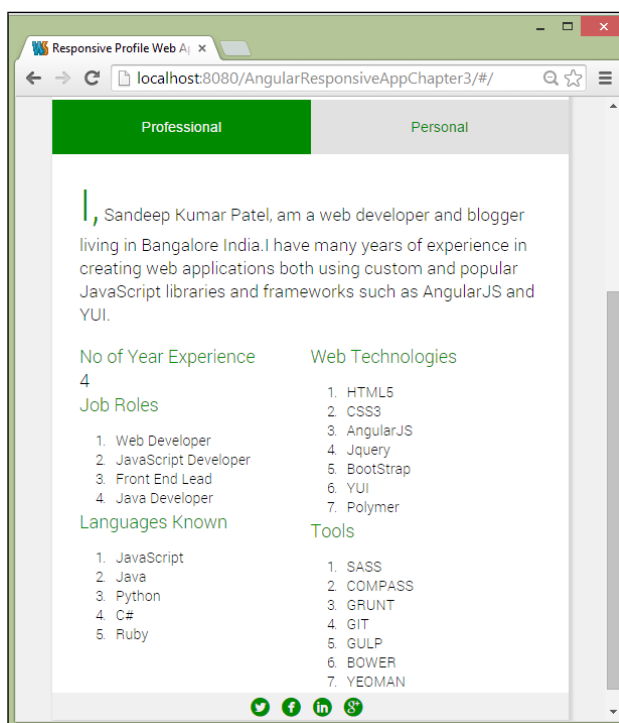 Responsive Profile Web Ap
localhost:8080/AngularResponsiveAppChapter3/#/
Professional
Personal
I, Sandeep Kumar Patel, am a web developer and blogger
living in Bangalore India.I have many years of experience in
creating web applications both using custom and popular
JavaScript libraries and frameworks such as AngularJS and
YUI.
No of Year Experience
4
Job Roles
1. Web Developer
2. JavaScript Developer
3. Front End Lead
4. Java Developer
Languages Known
1. JavaScript
2. Java
3. Python
4. C#
5. Ruby
Web Technologies
1. HTML5
2. CSS3
3. AngularJS
4. Jquery
5. BootStrap
6. YUI
7. Polymer
Tools
1. SASS
2. COMPASS
3. GRUNT
4. GIT
5. GULP
6. BOWER
7. YEOMAN